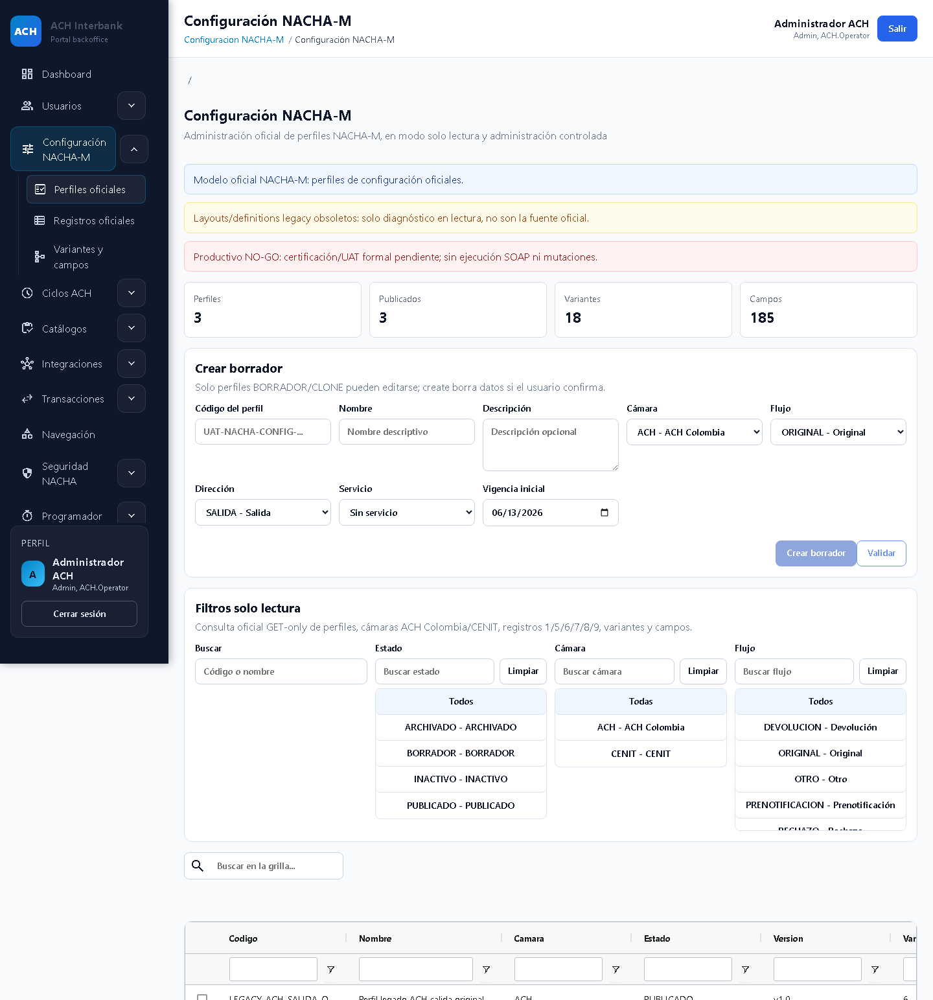 ACH
ACH Interbank
Portal backoffice
Dashboard
Usuarios
Configuración
NACHA-M
Perfiles oficiales
Registros oficiales
Variantes y
campos
Ciclos ACH
Catálogos
Integraciones
Transacciones
Navegación
Seguridad
NACHA
Programador
PERFIL
A
Administrador
ACH
Admin, ACH.Operator
Cerrar sesión
Configuración NACHA-M
Configuracion NACHA-M / Configuración NACHA-M
Administrador ACH
Admin, ACH.Operator
Salir
/
Configuración NACHA-M
Administración oficial de perfiles NACHA-M, en modo solo lectura y administración controlada
Modelo oficial NACHA-M: perfiles de configuración oficiales.
Layouts/definitions legacy obsoletos: solo diagnóstico en lectura, no son la fuente oficial.
Productivo NO-GO: certificación/UAT formal pendiente; sin ejecución SOAP ni mutaciones.
Perfiles Publicados Variantes Campos
3 3 18 185
Crear borrador
Solo perfiles BORRADOR/CLONE pueden editarse; create borra datos si el usuario confirma.
Código del perfil Nombre Descripción Cámara Flujo
UAT-NACHA-CONFIG-... Nombre descriptivo Descripción opcional ACH - ACH Colombia ORIGINAL - Original
Dirección Servicio Vigencia inicial
SALIDA - Salida Sin servicio 06/13/2026
Crear borrador Validar
Filtros solo lectura
Consulta oficial GET-only de perfiles, cámaras ACH Colombia/CENIT, registros 1/5/6/7/8/9, variantes y campos.
Buscar Estado Cámara Flujo
Código o nombre Buscar estado Limpiar Buscar cámara Limpiar Buscar flujo Limpiar
Todos Todas Todos
ARCHIVADO - ARCHIVADO ACH - ACH Colombia DEVOLUCION - Devolución
BORRADOR - BORRADOR CENIT - CENIT ORIGINAL - Original
INACTIVO - INACTIVO OTRO - Otro
PUBLICADO - PUBLICADO PRENOTIFICACION - Prenotificación
RECHAZO - Rechazo
Buscar en la grilla...
Codigo Nombre Camara Estado Version Var
LEGACY_ACH_SALIDA_O Perfil legado ACH salida original ACH PUBLICADO v1.0 6